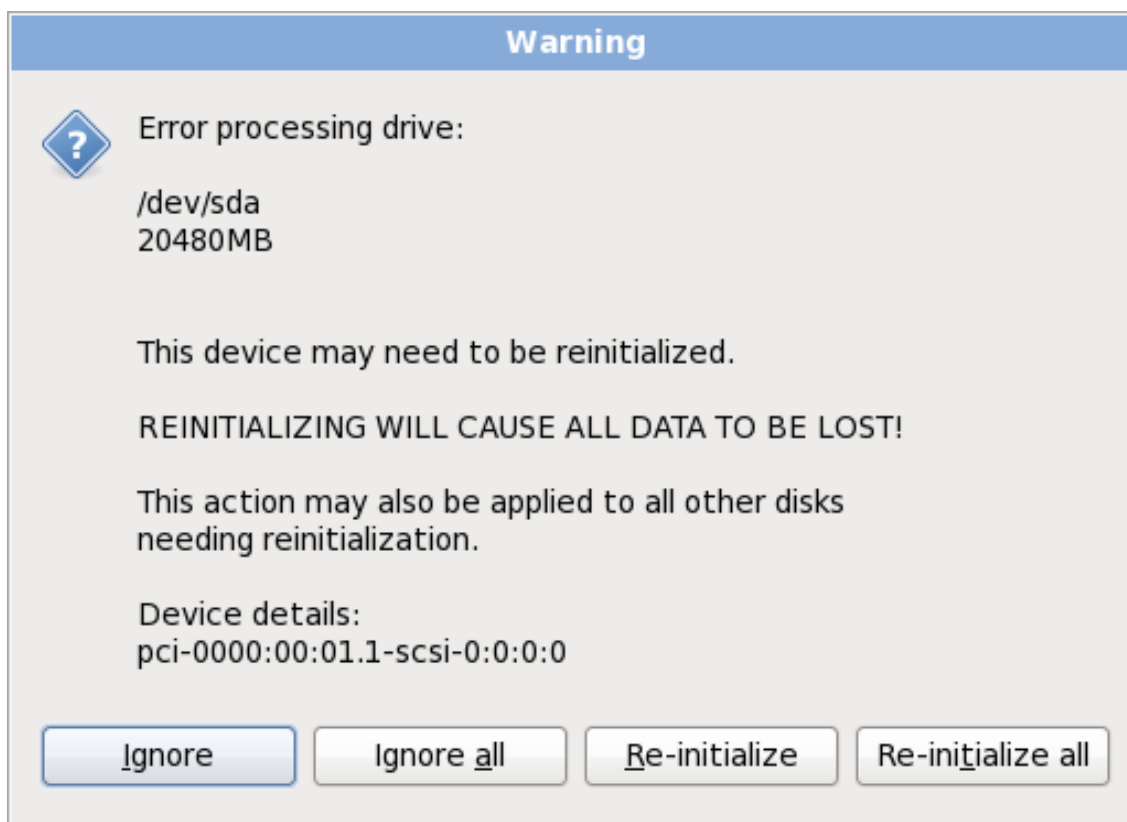 Warning
?
Error processing drive:
/dev/sda
20480MB
This device may need to be reinitialized.
REINITIALIZING WILL CAUSE ALL DATA TO BE LOST!
This action may also be applied to all other disks
needing reinitialization.
Device details:
pci-0000:00:01.1-scsi-0:0:0:0
Ignore
Ignore all
Re-initialize
Re-initialize all